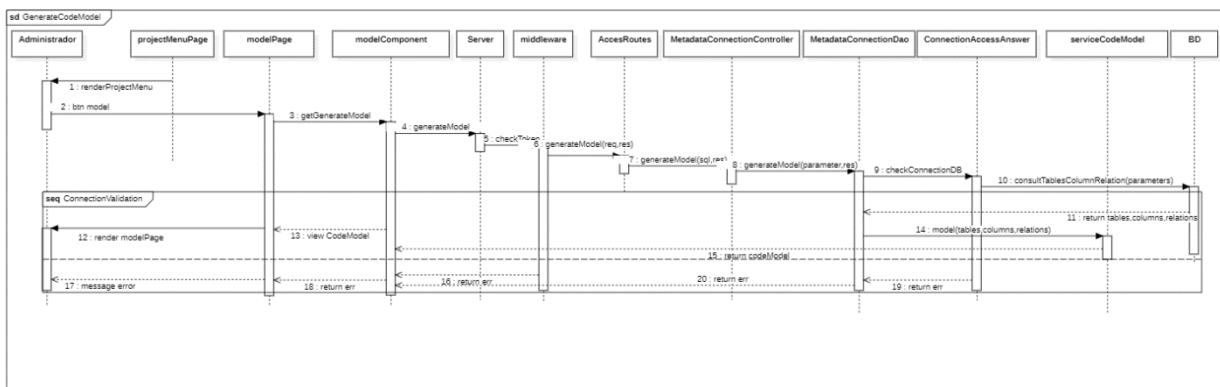 sd GenerateCodeModel
Administrador
projectMenuPage
modelPage
modelComponent
Server
middleware
AccesRoutes
MetadataConnectionController
MetadataConnectionDao
ConnectionAccessAnswer
serviceCodeModel
BD
1 : renderProjectMenu
2 : btn model
3 : getGenerateModel
4 : generateModel
5 : checkToken
6 : generateModel(req,res)
7 : generateModel(sql,res)
8 : generateModel(parameter,res)
9 : checkConnectionDB
10 : consultTablesColumnRelation(parameters)
seq ConnectionValidation
11 : return tables,columns,relations
12 : render modelPage
13 : view CodeModel
14 : model(tables,columns,relations)
15 : return codeModel
16 : return err
17 : message error
18 : return err
20 : return err
19 : return err